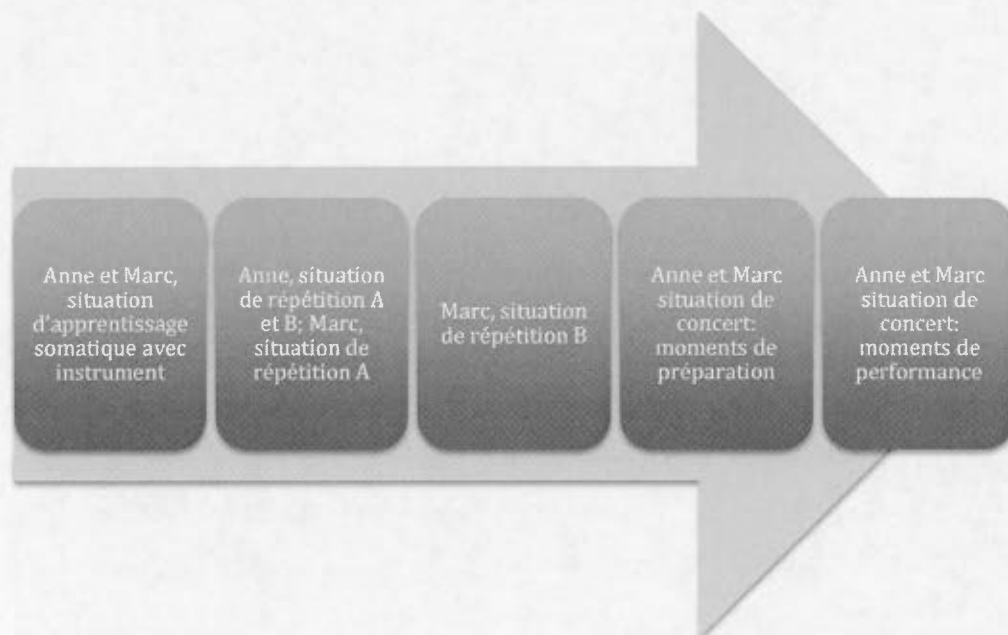 Anne et Marc,
situation
d'apprentissage
somatique avec
instrument
Anne, situation
de répétition A
et B; Marc,
situation de
répétition A
Marc, situation
de répétition B
Anne et Marc
situation de
concert:
moments de
préparation
Anne et Marc
situation de
concert:
moments de
performance